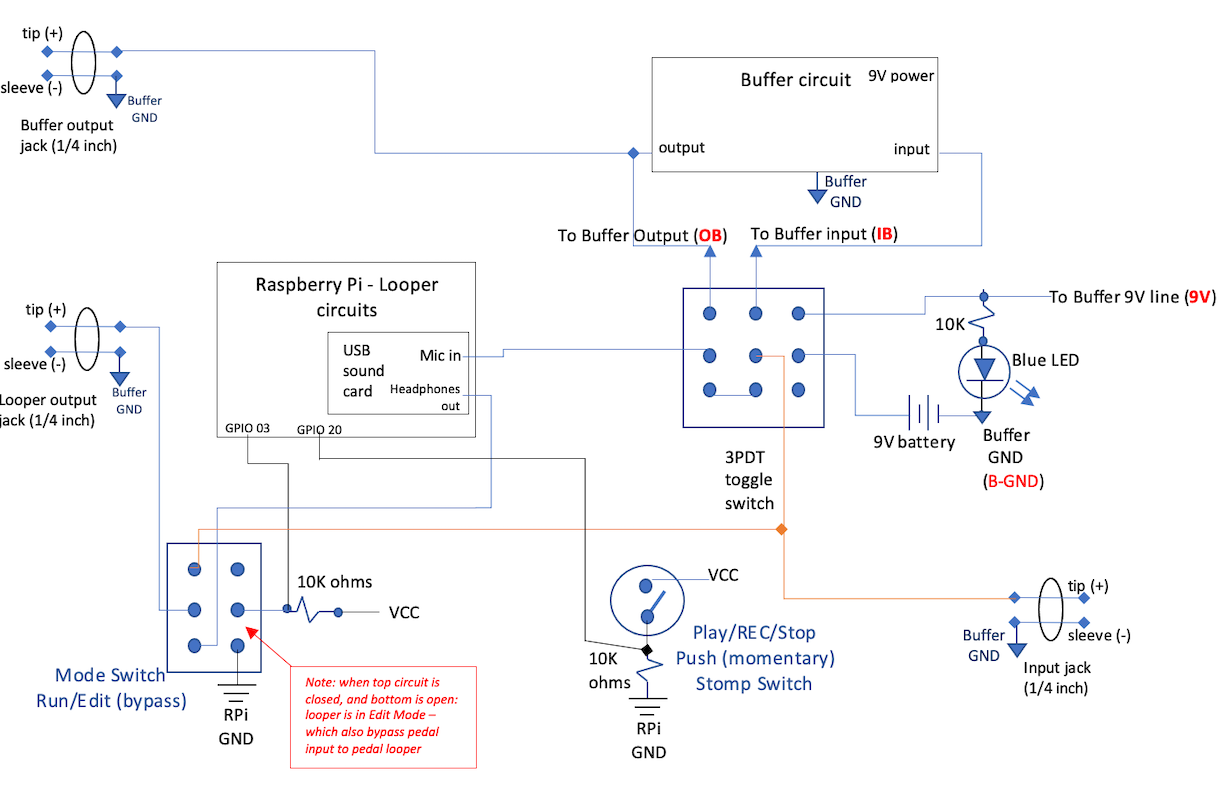 tip (+)
sleeve (-)
Buffer
GND
Buffer output
jack (1/4 inch)
Buffer circuit
9V power
output
input
Buffer
GND
To Buffer Output (OB)
To Buffer input (IB)
Raspberry Pi - Looper
circuits
USB
sound
card
Mic in
Headphones
out
GPIO 03
GPIO 20
tip (+)
sleeve (-)
Buffer
GND
Looper output
jack (1/4 inch)
To Buffer 9V line (9V)
10K
Blue LED
9V battery
Buffer
GND
(B-GND)
3PDT
toggle
switch
10K ohms
VCC
Mode Switch
Run/Edit (bypass)
RPi
GND
Note: when top circuit is
closed, and bottom is open:
looper is in Edit Mode –
which also bypass pedal
input to pedal looper
VCC
Play/REC/Stop
Push (momentary)
Stomp Switch
10K
ohms
RPi
GND
tip (+)
sleeve (-)
Buffer
GND
Input jack
(1/4 inch)